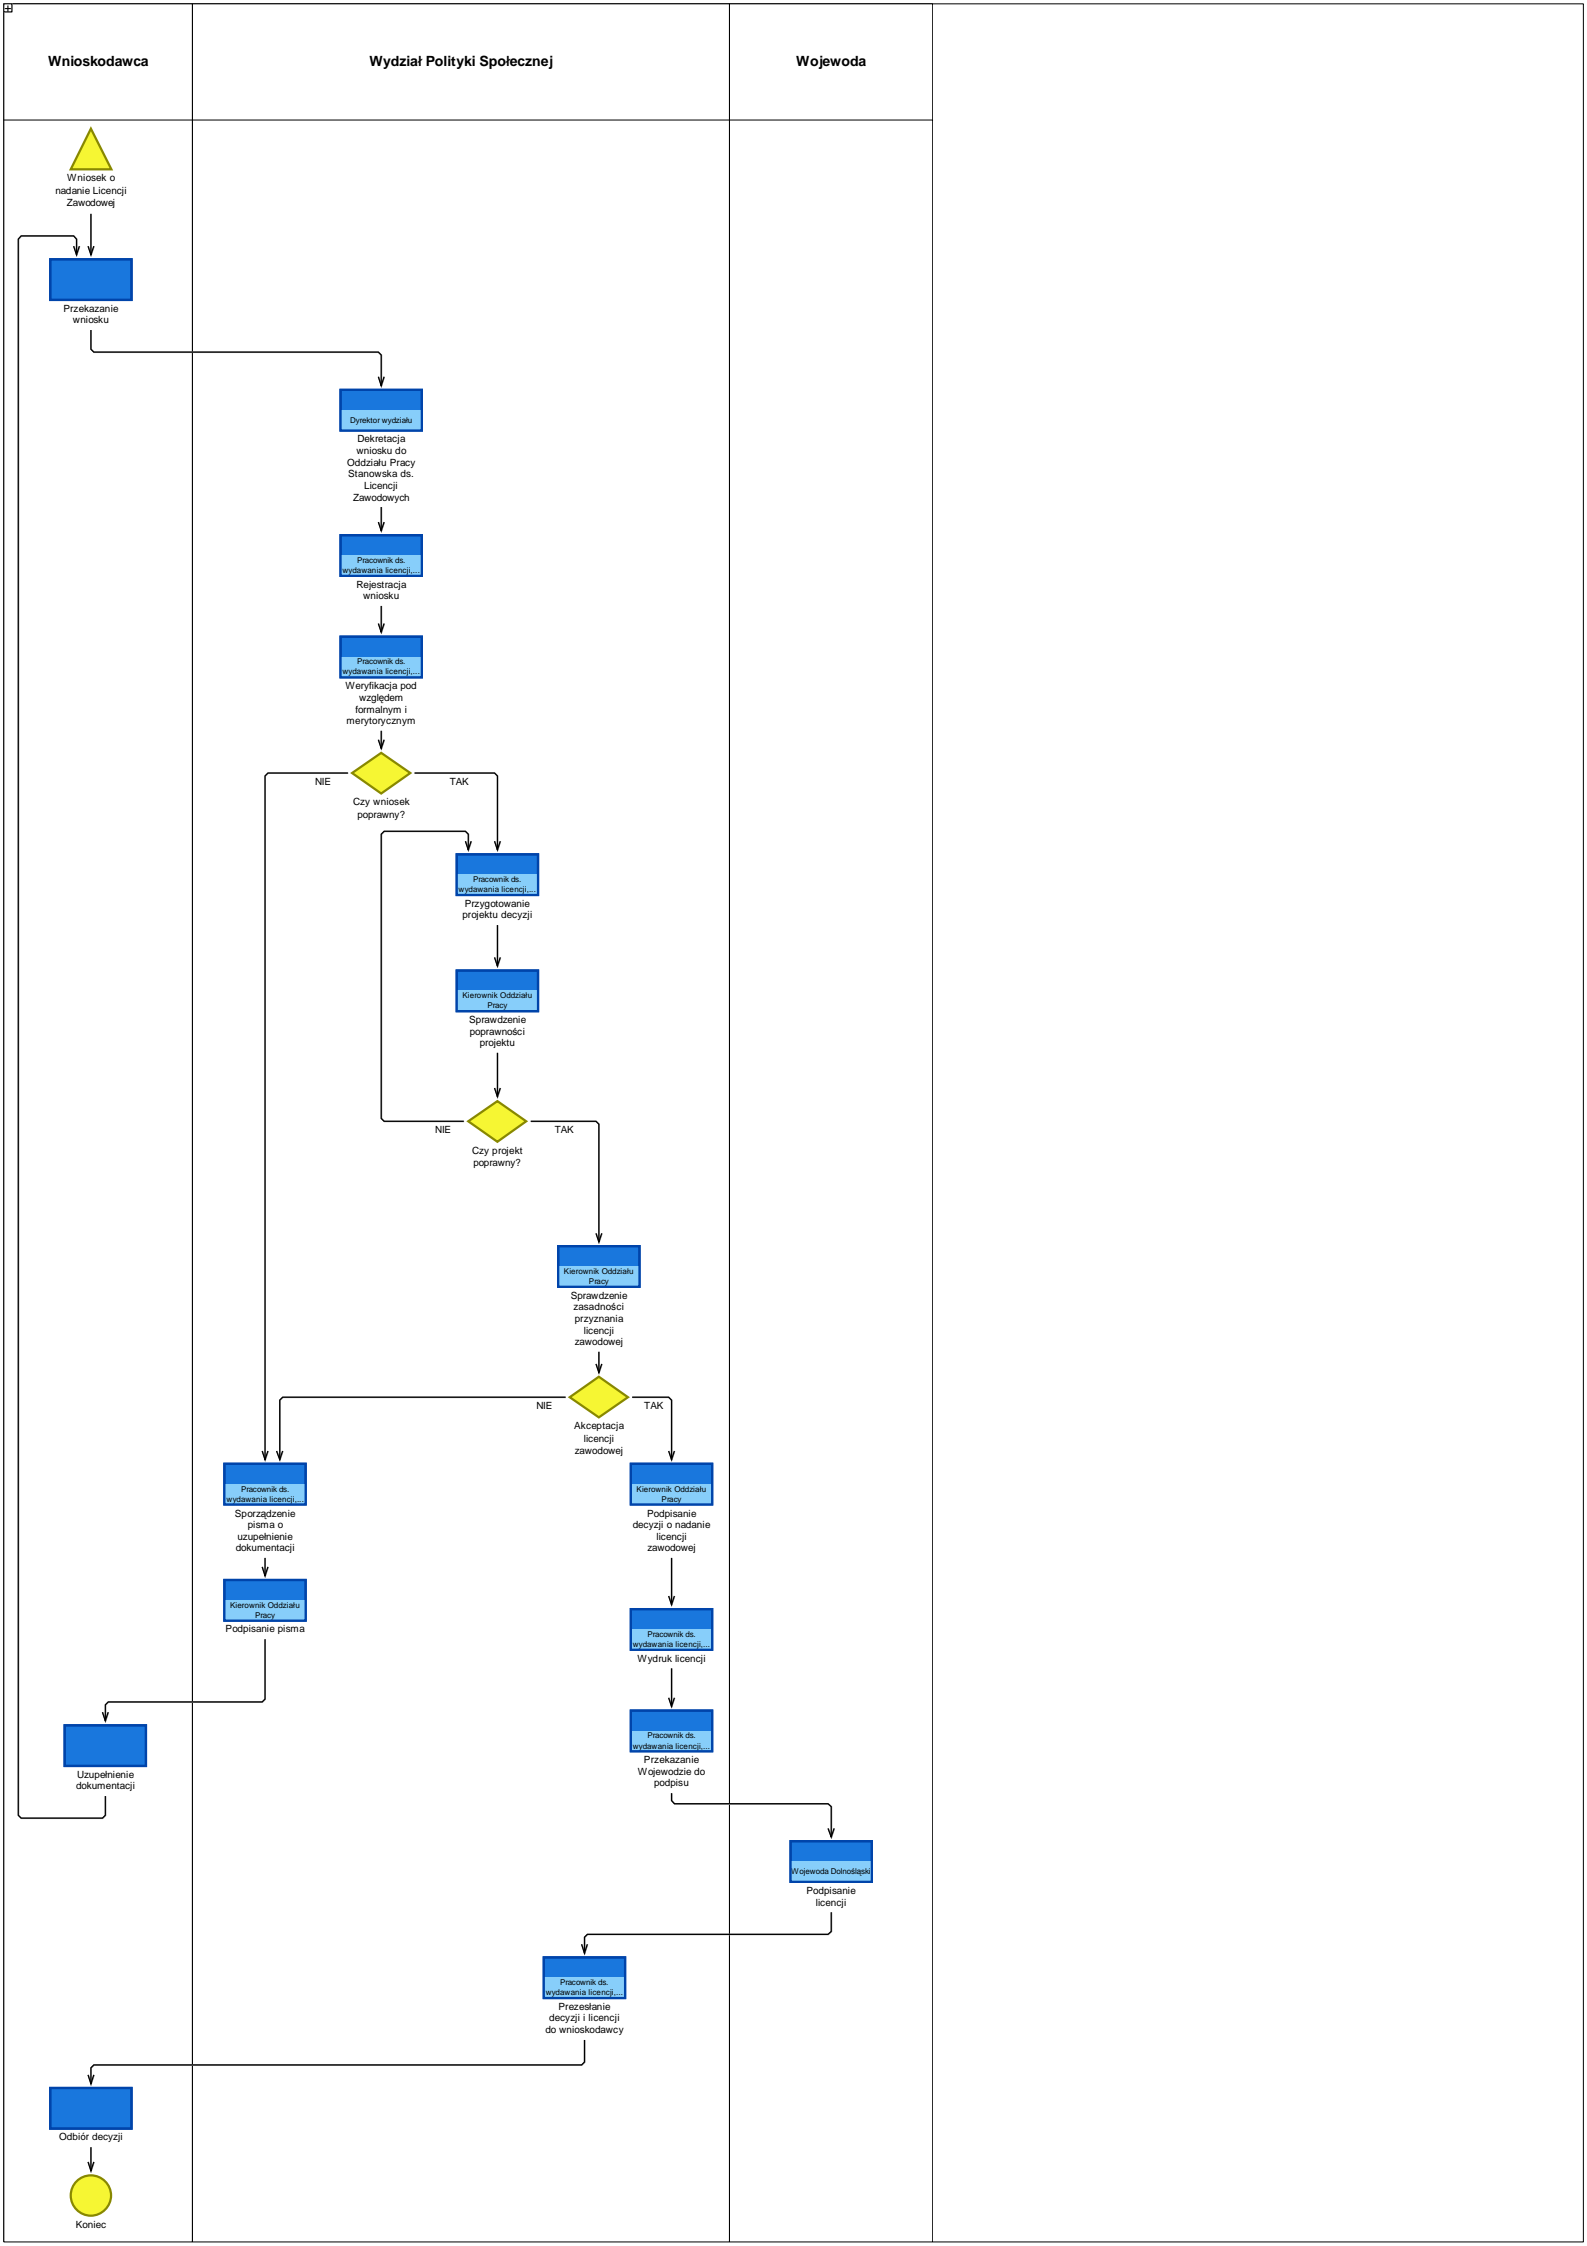 Wnioskodawca
Wydział Polityki Społecznej
Wojewoda
Wniosek o
nadanie Licencji
Zawodowej
Przekazanie
wniosku
Dyrektor wydziału
Dekretacja
wniosku do
Oddziału Pracy
Stanowska ds.
Licencji
Zawodowych
Pracownik ds.
wydawania licencji,...
Rejestracja
wniosku
Pracownik ds.
wydawania licencji,...
Weryfikacja pod
względem
formalnym i
merytorycznym
NIE
TAK
Czy wniosek
poprawny?
Pracownik ds.
wydawania licencji,...
Przygotowanie
projektu decyzji
Kierownik Oddziału
Pracy
Sprawdzenie
poprawności
projektu
NIE
TAK
Czy projekt
poprawny?
Kierownik Oddziału
Pracy
Sprawdzenie
zasadności
przyznania
licencji
zawodowej
NIE
TAK
Akceptacja
licencji
zawodowej
Pracownik ds.
wydawania licencji,...
Sporządzenie
pisma o
uzupełnienie
dokumentacji
Kierownik Oddziału
Pracy
Podpisanie
decyzji o nadanie
licencji
zawodowej
Kierownik Oddziału
Pracy
Podpisanie pisma
Pracownik ds.
wydawania licencji,...
Wydruk licencji
Pracownik ds.
wydawania licencji,...
Przekazanie
Wojewodzie do
podpisu
Uzupełnienie
dokumentacji
Wojewoda Dolnośląski
Podpisanie
licencji
Pracownik ds.
wydawania licencji,...
Prezesłanie
decyzji i licencji
do wnioskodawcy
Odbiór decyzji
Koniec